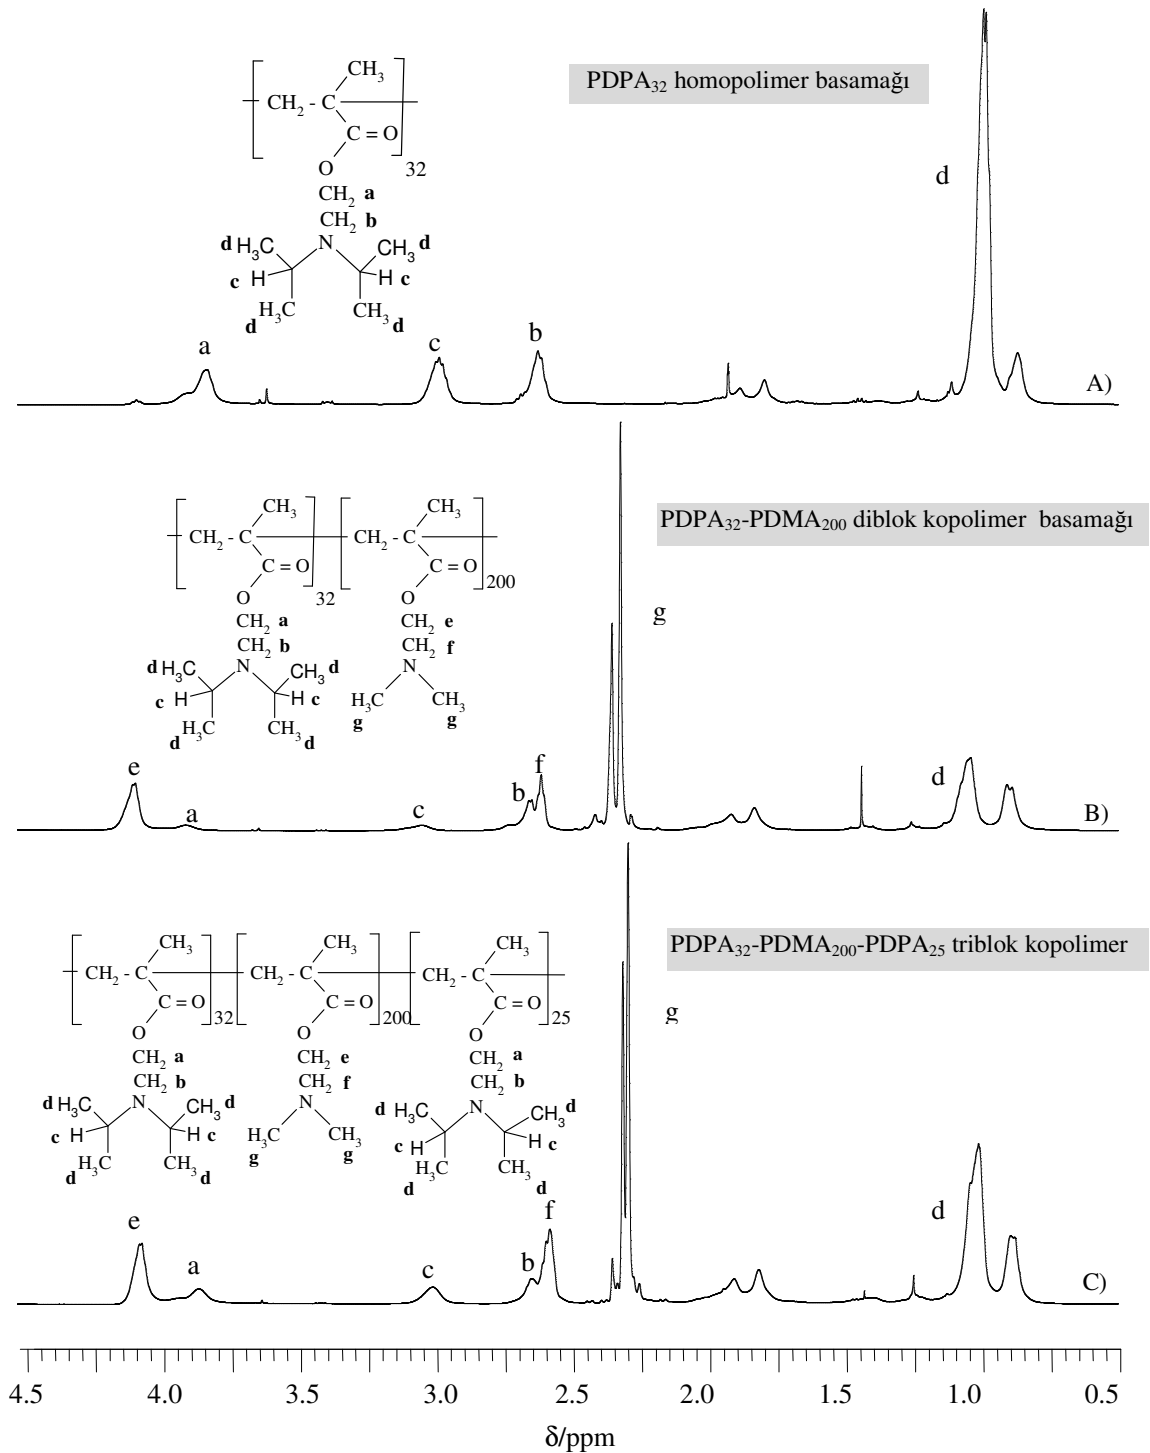 PDPA₃₂ homopolimer basamağı
CH₃
CH₂ - C
C = O
O
32
CH₂ a
CH₂ b
N
d H₃C CH₃ d
c H H c
H₃C CH₃
d d
a
c
b
d
A)
PDPA₃₂-PDMA₂₀₀ diblok kopolimer basamağı
CH₃ CH₃
CH₂ - C CH₂ - C
C = O C = O
32 200
O O
CH₂ a CH₂ e
CH₂ b CH₂ f
N N
d H₃C CH₃ d
c H H c H₃C CH₃
g g
H₃C CH₃
d d
e
a
c
b
f
g
d
B)
PDPA₃₂-PDMA₂₀₀-PDPA₂₅ triblok kopolimer
CH₃ CH₃ CH₃
CH₂ - C CH₂ - C CH₂ - C
C = O C = O C = O
32 200 25
O O O
CH₂ a CH₂ e CH₂ a
CH₂ b CH₂ f CH₂ b
N N N
d H₃C CH₃ d d H₃C CH₃ d
c H H c H₃C CH₃ c H H c
g g
H₃C CH₃ H₃C CH₃
d d d d
e
a
c
b
f
g
d
C)
4.5 4.0 3.5 3.0 2.5 2.0 1.5 1.0 0.5
δ/ppm